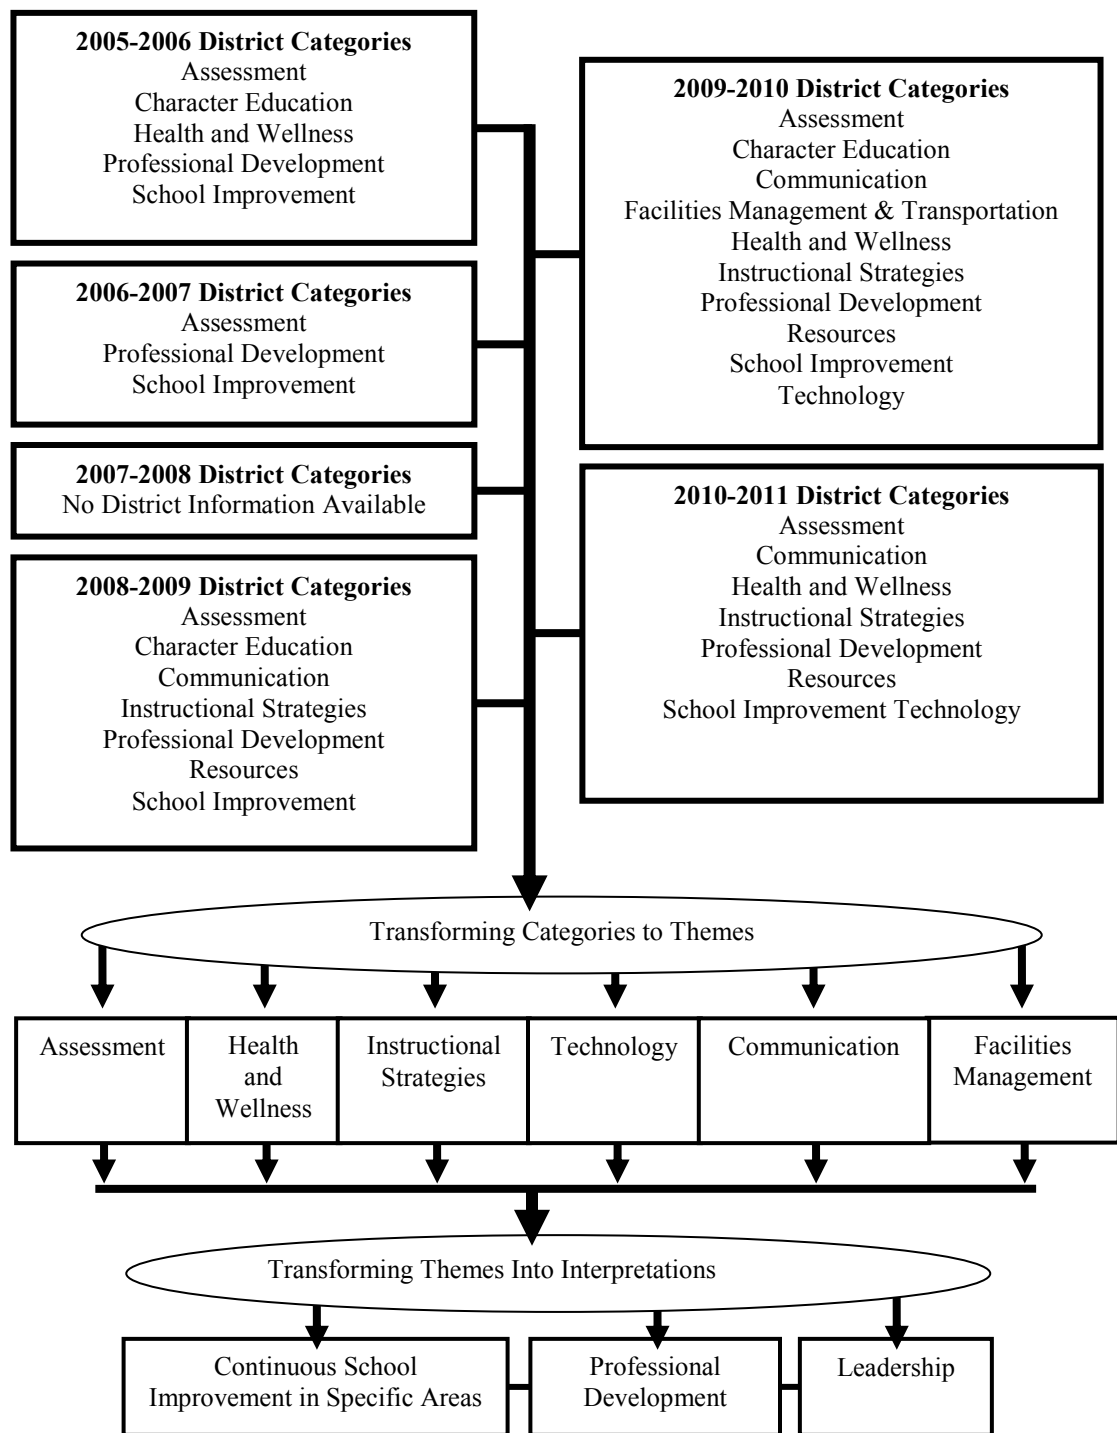 2005-2006 District Categories
Assessment
Character Education
Health and Wellness
Professional Development
School Improvement
2006-2007 District Categories
Assessment
Professional Development
School Improvement
2007-2008 District Categories
No District Information Available
2008-2009 District Categories
Assessment
Character Education
Communication
Instructional Strategies
Professional Development
Resources
School Improvement
2009-2010 District Categories
Assessment
Character Education
Communication
Facilities Management & Transportation
Health and Wellness
Instructional Strategies
Professional Development
Resources
School Improvement
Technology
2010-2011 District Categories
Assessment
Communication
Health and Wellness
Instructional Strategies
Professional Development
Resources
School Improvement Technology
Transforming Categories to Themes
Assessment
Health
and
Wellness
Instructional
Strategies
Technology
Communication
Facilities
Management
Transforming Themes Into Interpretations
Continuous School
Improvement in Specific Areas
Professional
Development
Leadership